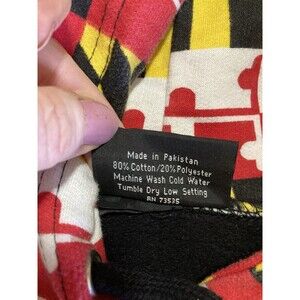 Made in Pakistan
80% Cotton/20% Polyester
Machine Wash Cold Water
Tumble Dry Low Setting
RN 73535